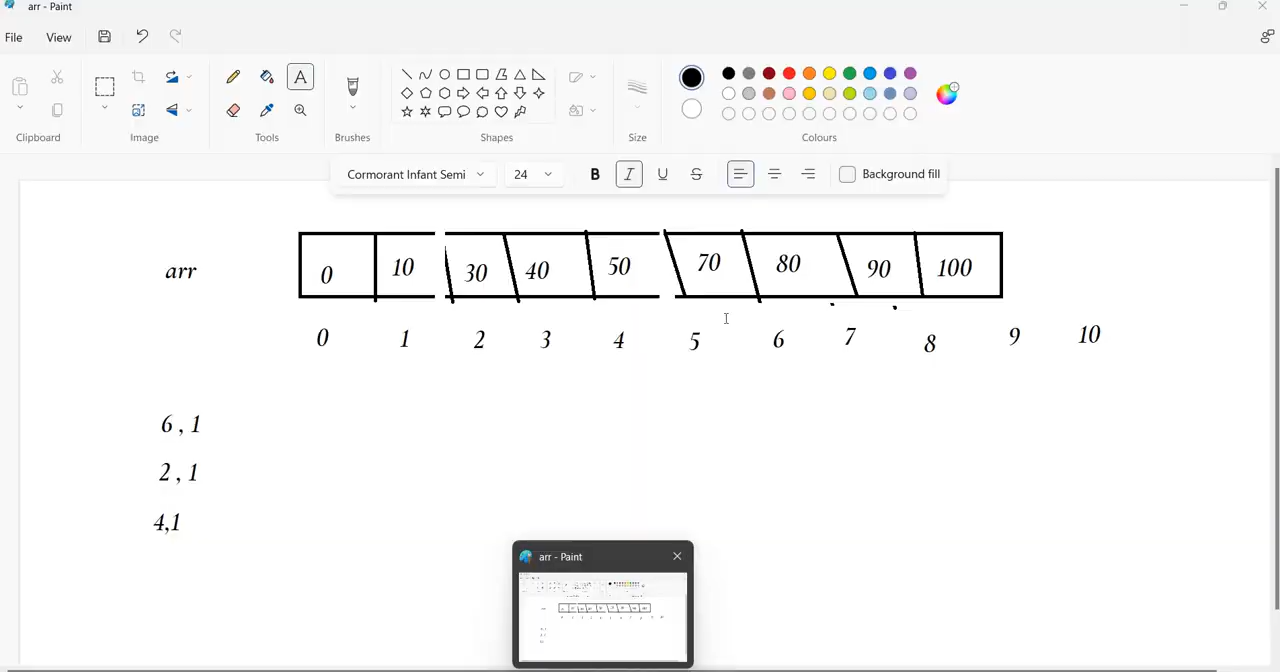 arr - Paint
File View
Clipboard Image Tools Brushes Shapes Size Colours
Cormorant Infant Semi 24 B I U S Background fill
arr 0 10 30 40 50 70 80 90 100
0 1 2 3 4 5 6 7 8 9 10
6 , 1
2 , 1
4,1
arr - Paint